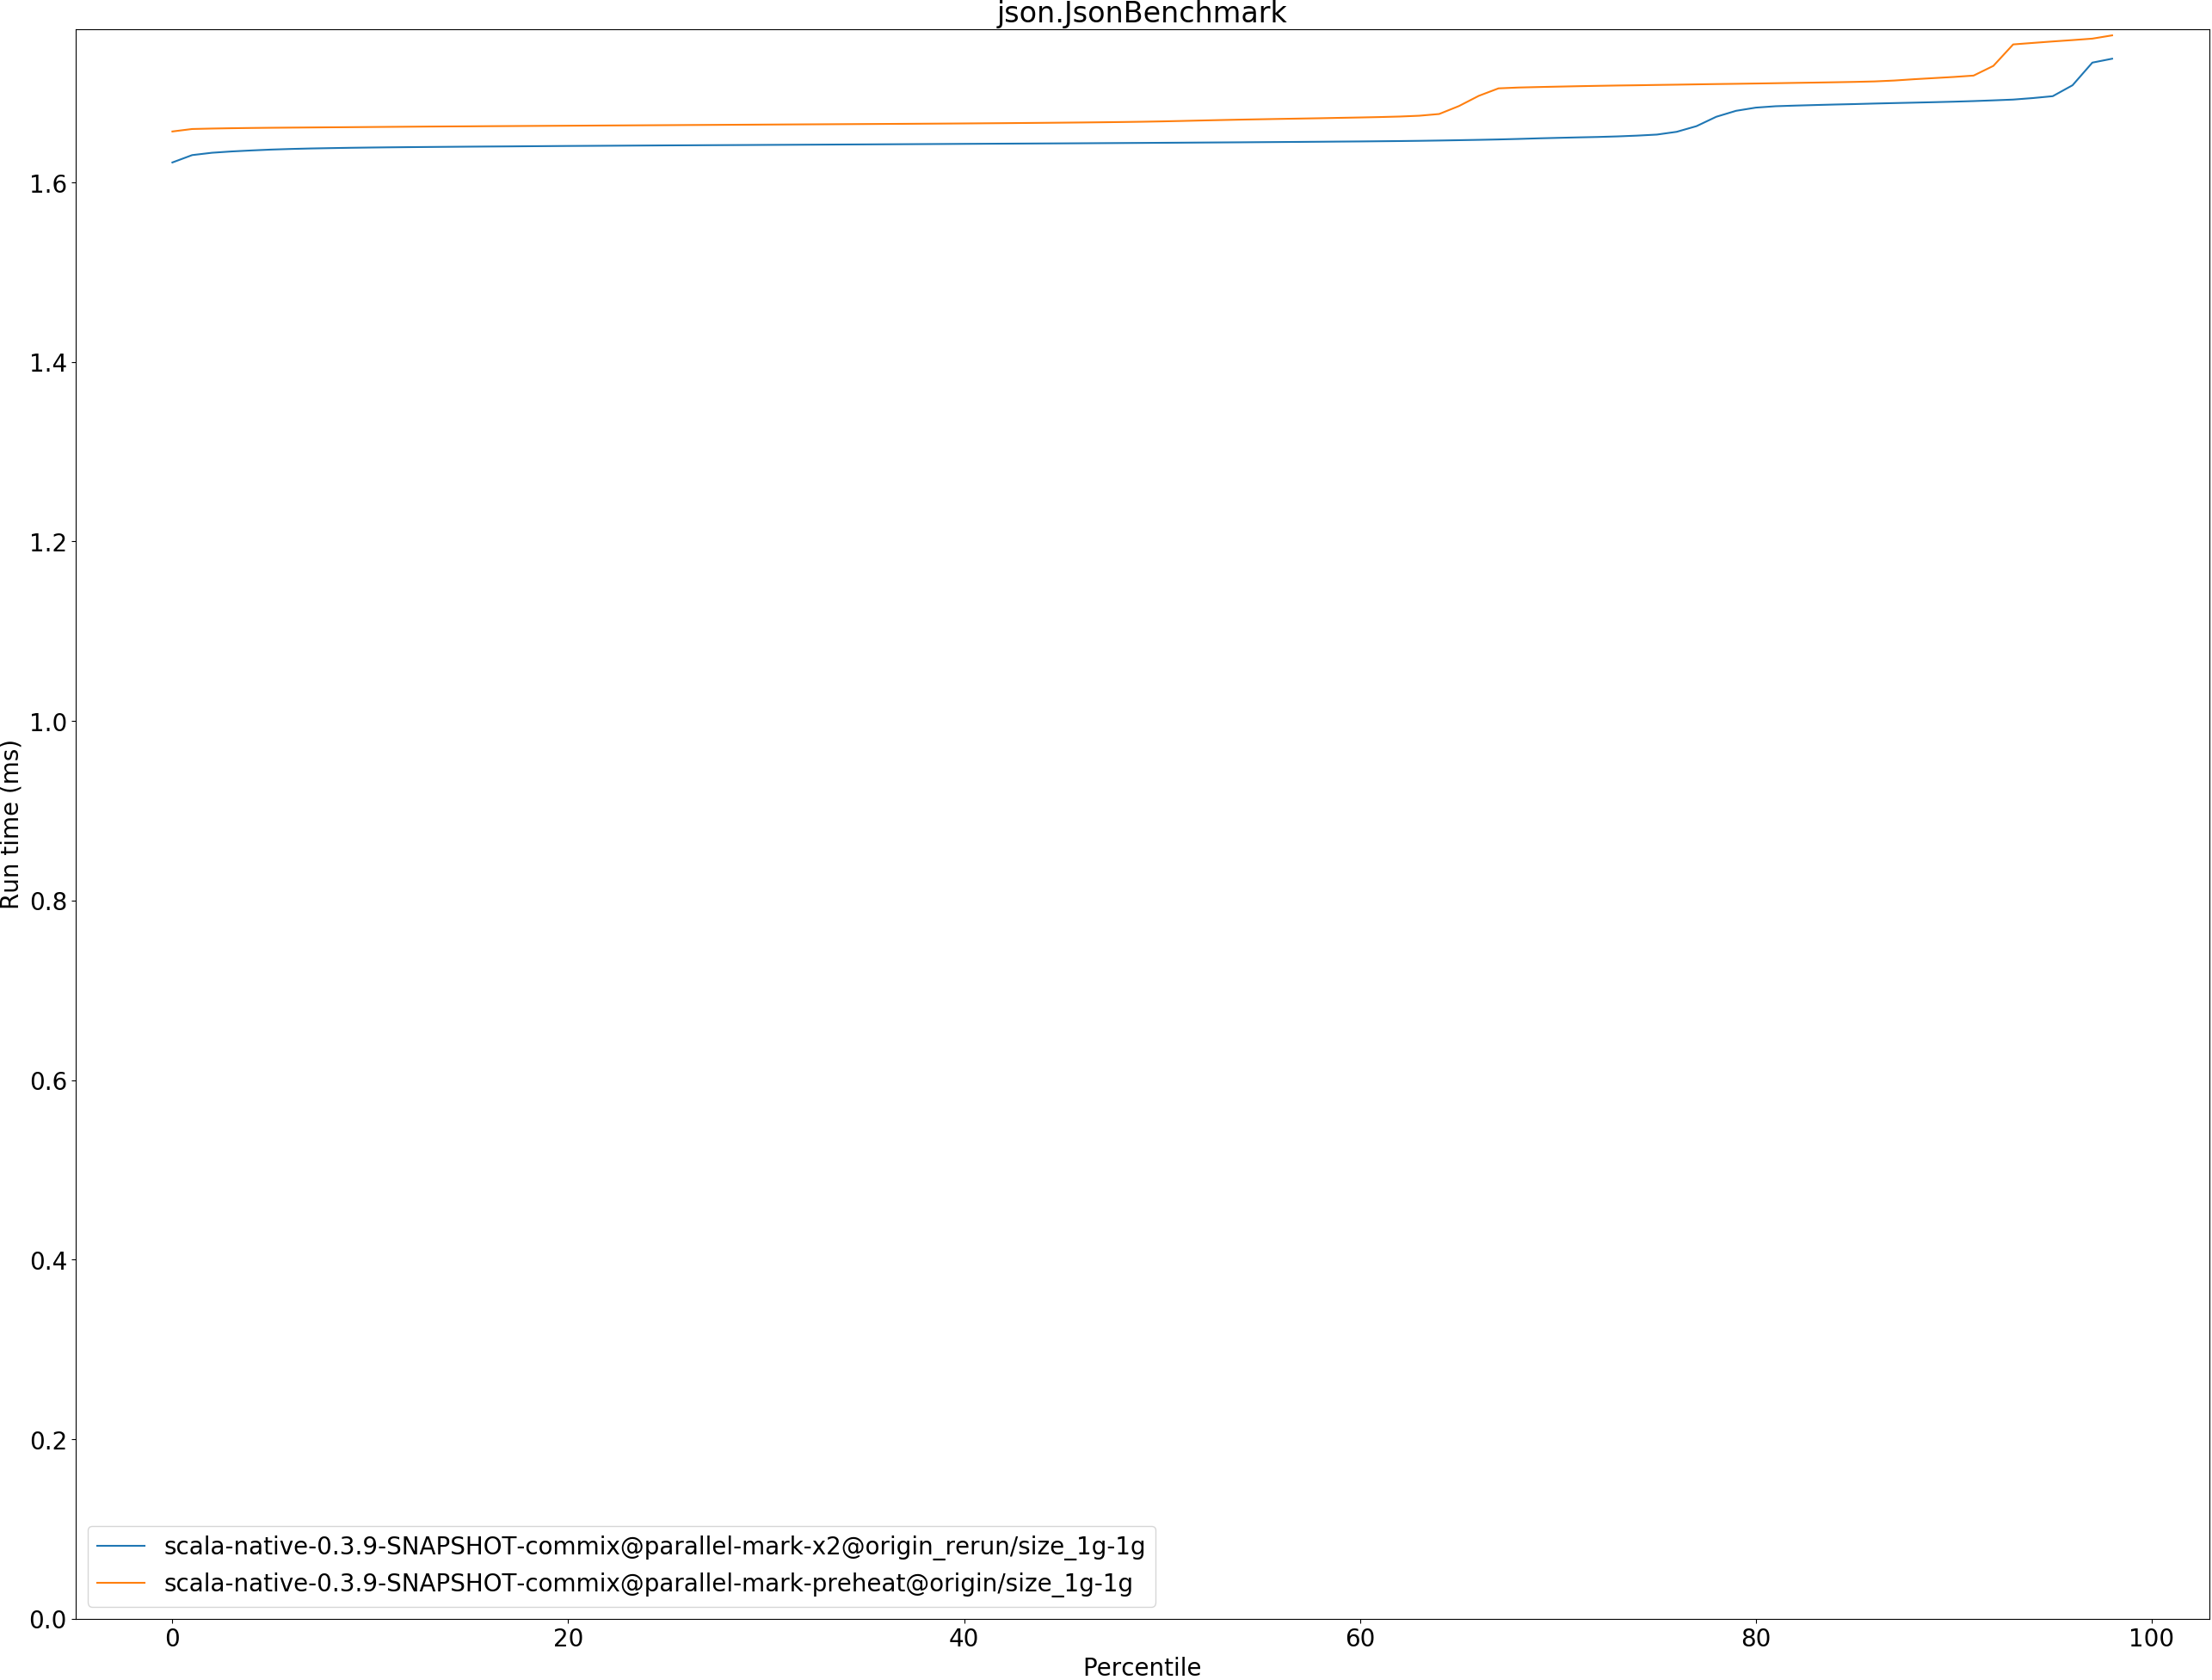 json.JsonBenchmark
Run time (ms)
1.6
1.4
1.2
1.0
0.8
0.6
0.4
0.2
0.0
scala-native-0.3.9-SNAPSHOT-commix@parallel-mark-x2@origin_rerun/size_1g-1g
scala-native-0.3.9-SNAPSHOT-commix@parallel-mark-preheat@origin/size_1g-1g
0 20 40 60 80 100
Percentile